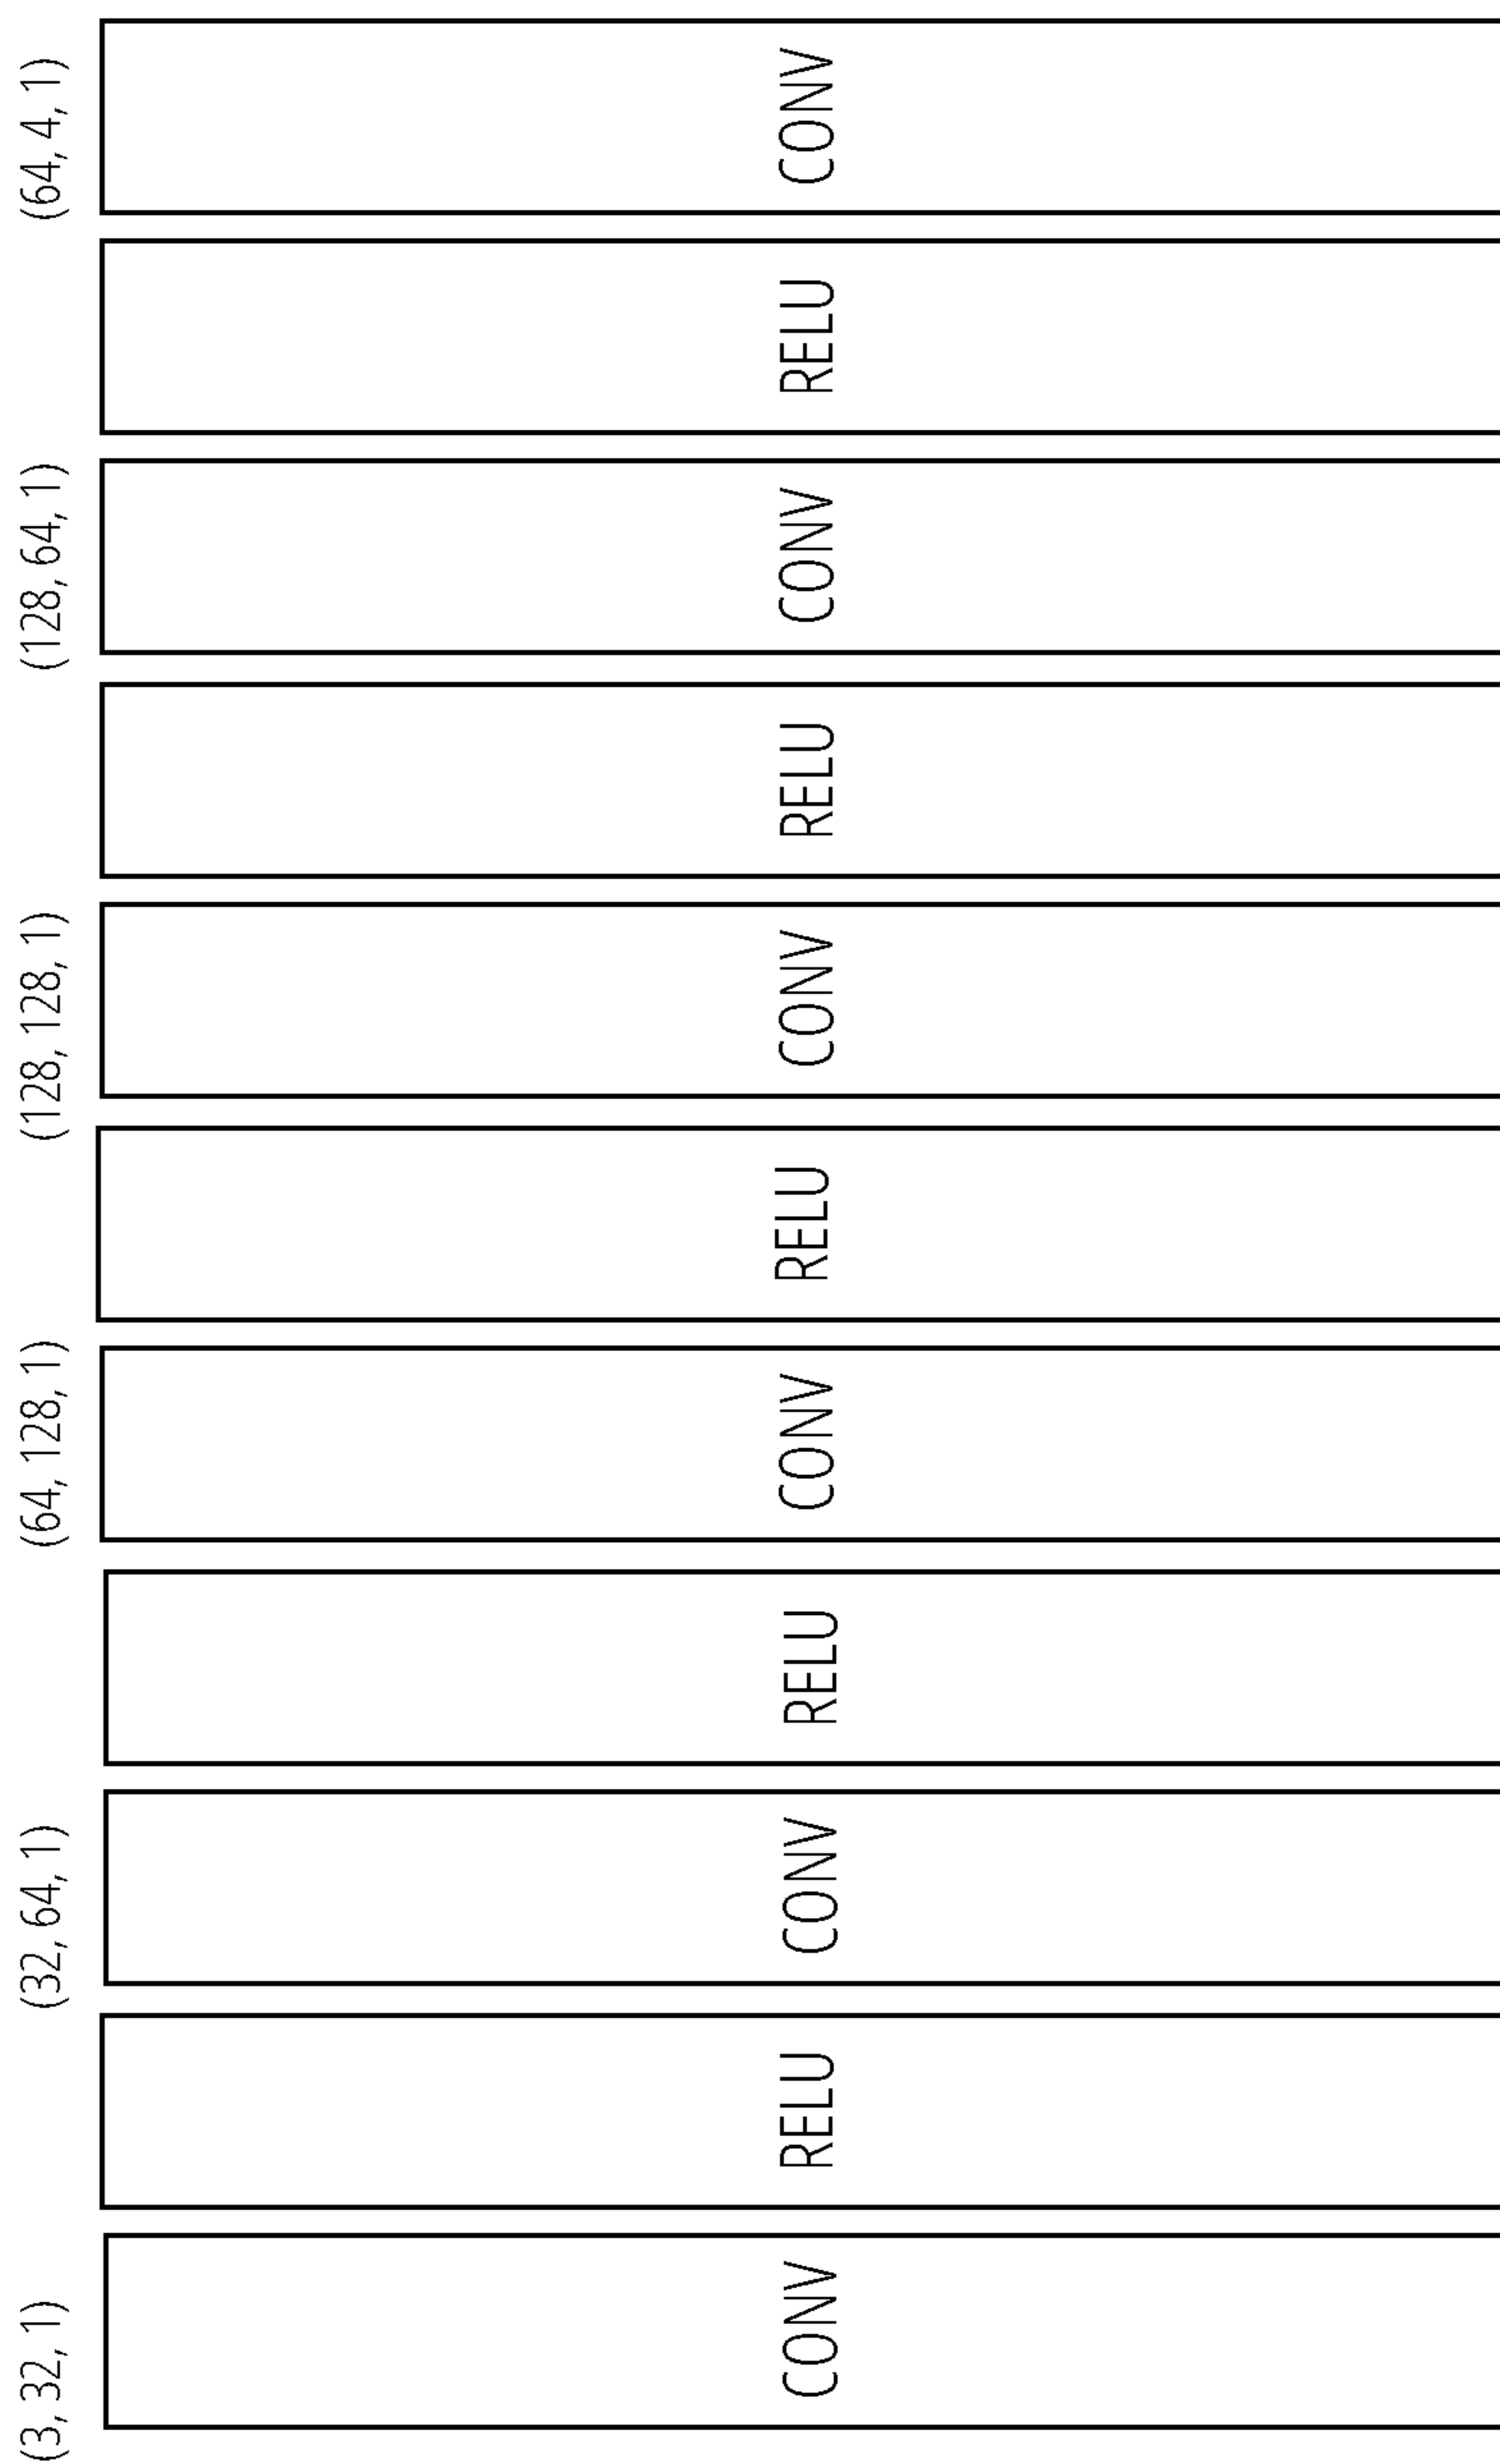 (3, 32, 1)
CONV
RELU
(32, 64, 1)
CONV
RELU
(64, 128, 1)
CONV
RELU
(128, 128, 1)
CONV
RELU
(128, 64, 1)
CONV
RELU
(64, 4, 1)
CONV